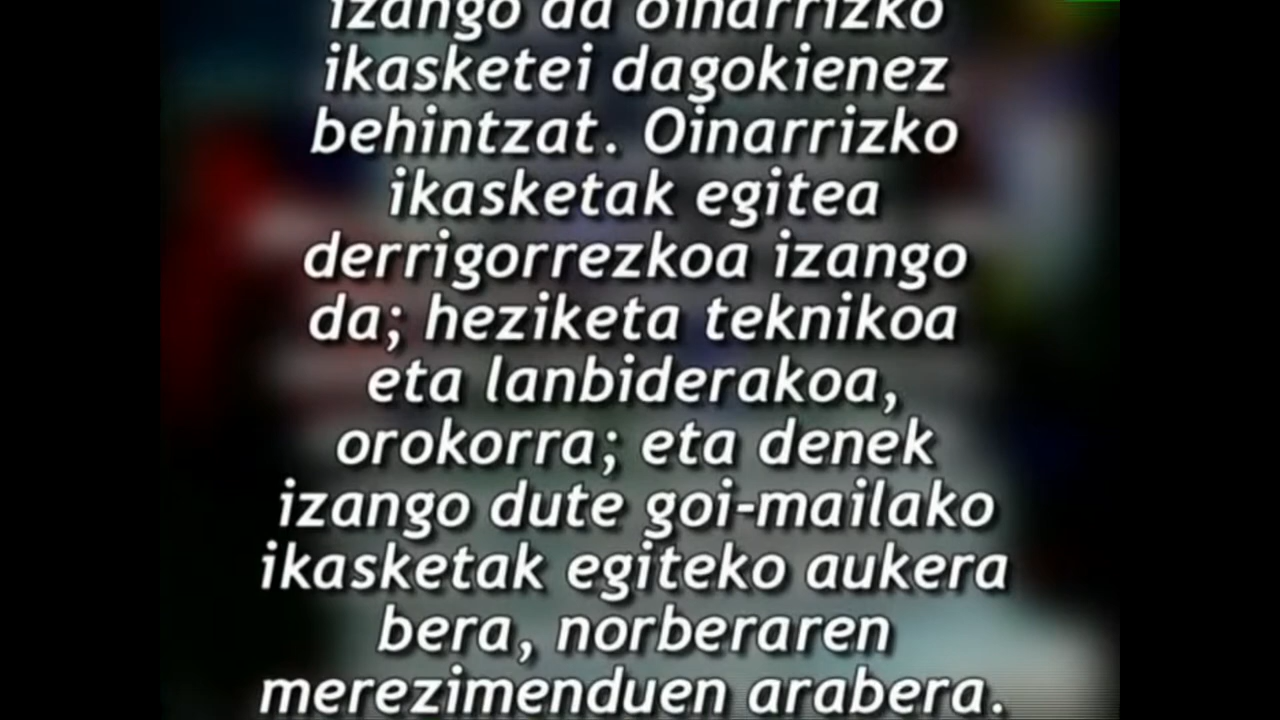 izango da oinarrizko
ikasketei dagokienez
behintzat. Oinarrizko
ikasketak egitea
derrigorrezkoa izango
da; heziketa teknikoa
eta lanbiderakoa,
orokorra; eta denek
izango dute goi-mailako
ikasketak egiteko aukera
bera, norberaren
merezimenduen arabera.